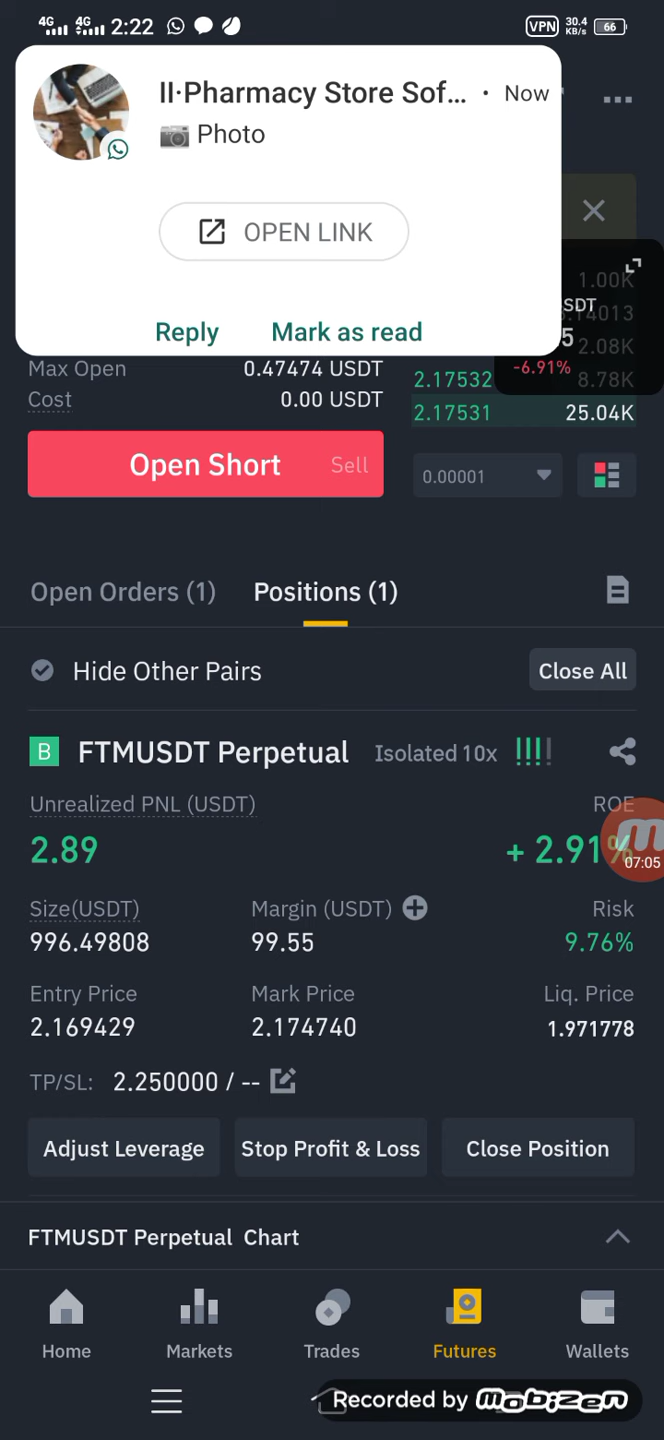 4G 4G 2:22 VPN 30.4 KB/s 66
II·Pharmacy Store Sof... · Now
Photo
OPEN LINK
Reply Mark as read
1.00K
SDT
5 2.08K
-6.91%
Max Open 0.47474 USDT
2.17532 8.78K
Cost 0.00 USDT
2.17531 25.04K
Open Short Sell
0.00001
Open Orders (1) Positions (1)
Hide Other Pairs Close All
B FTMUSDT Perpetual Isolated 10x
Unrealized PNL (USDT) ROE
2.89 + 2.91%
07:05
Size(USDT) Margin (USDT) Risk
996.49808 99.55 9.76%
Entry Price Mark Price Liq. Price
2.169429 2.174740 1.971778
TP/SL: 2.250000 / --
Adjust Leverage Stop Profit & Loss Close Position
FTMUSDT Perpetual Chart
Home Markets Trades Futures Wallets
Recorded by mobizen